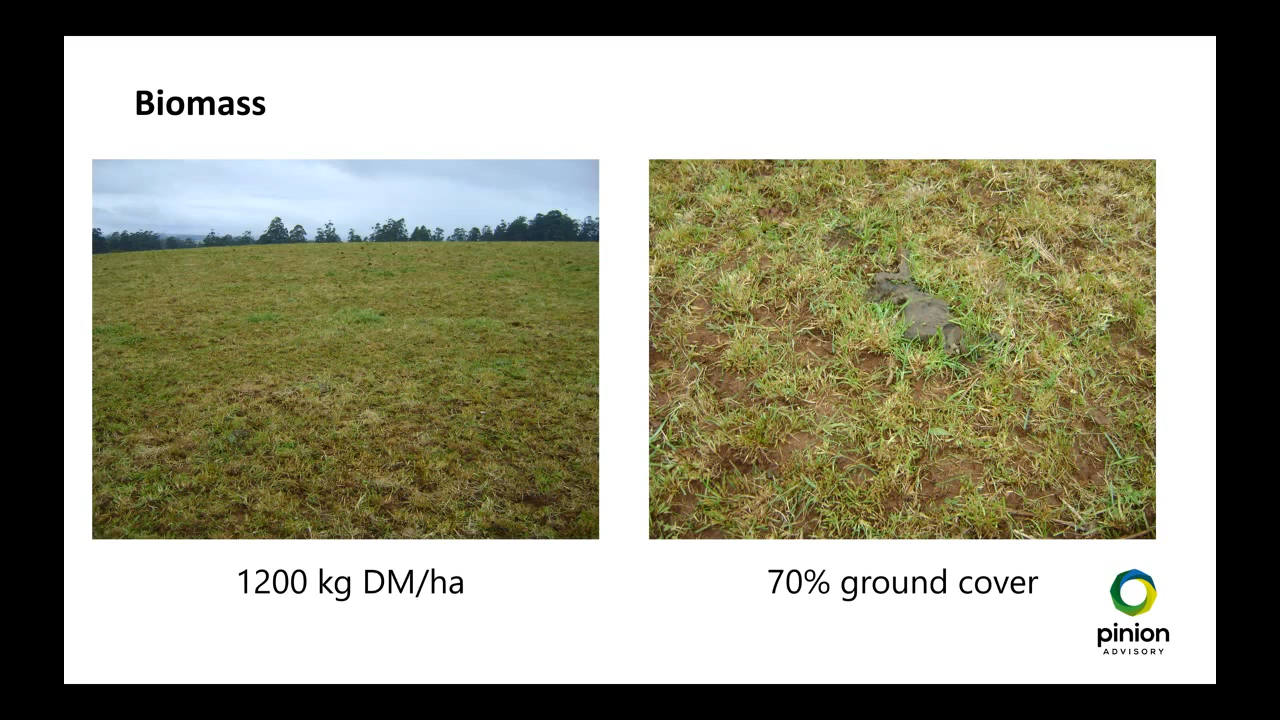 Biomass
1200 kg DM/ha
70% ground cover
pinion
ADVISORY